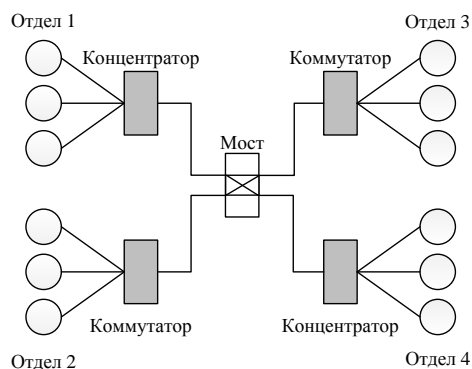 Отдел 1
Отдел 3
Концентратор
Коммутатор
Мост
Коммутатор
Концентратор
Отдел 2
Отдел 4